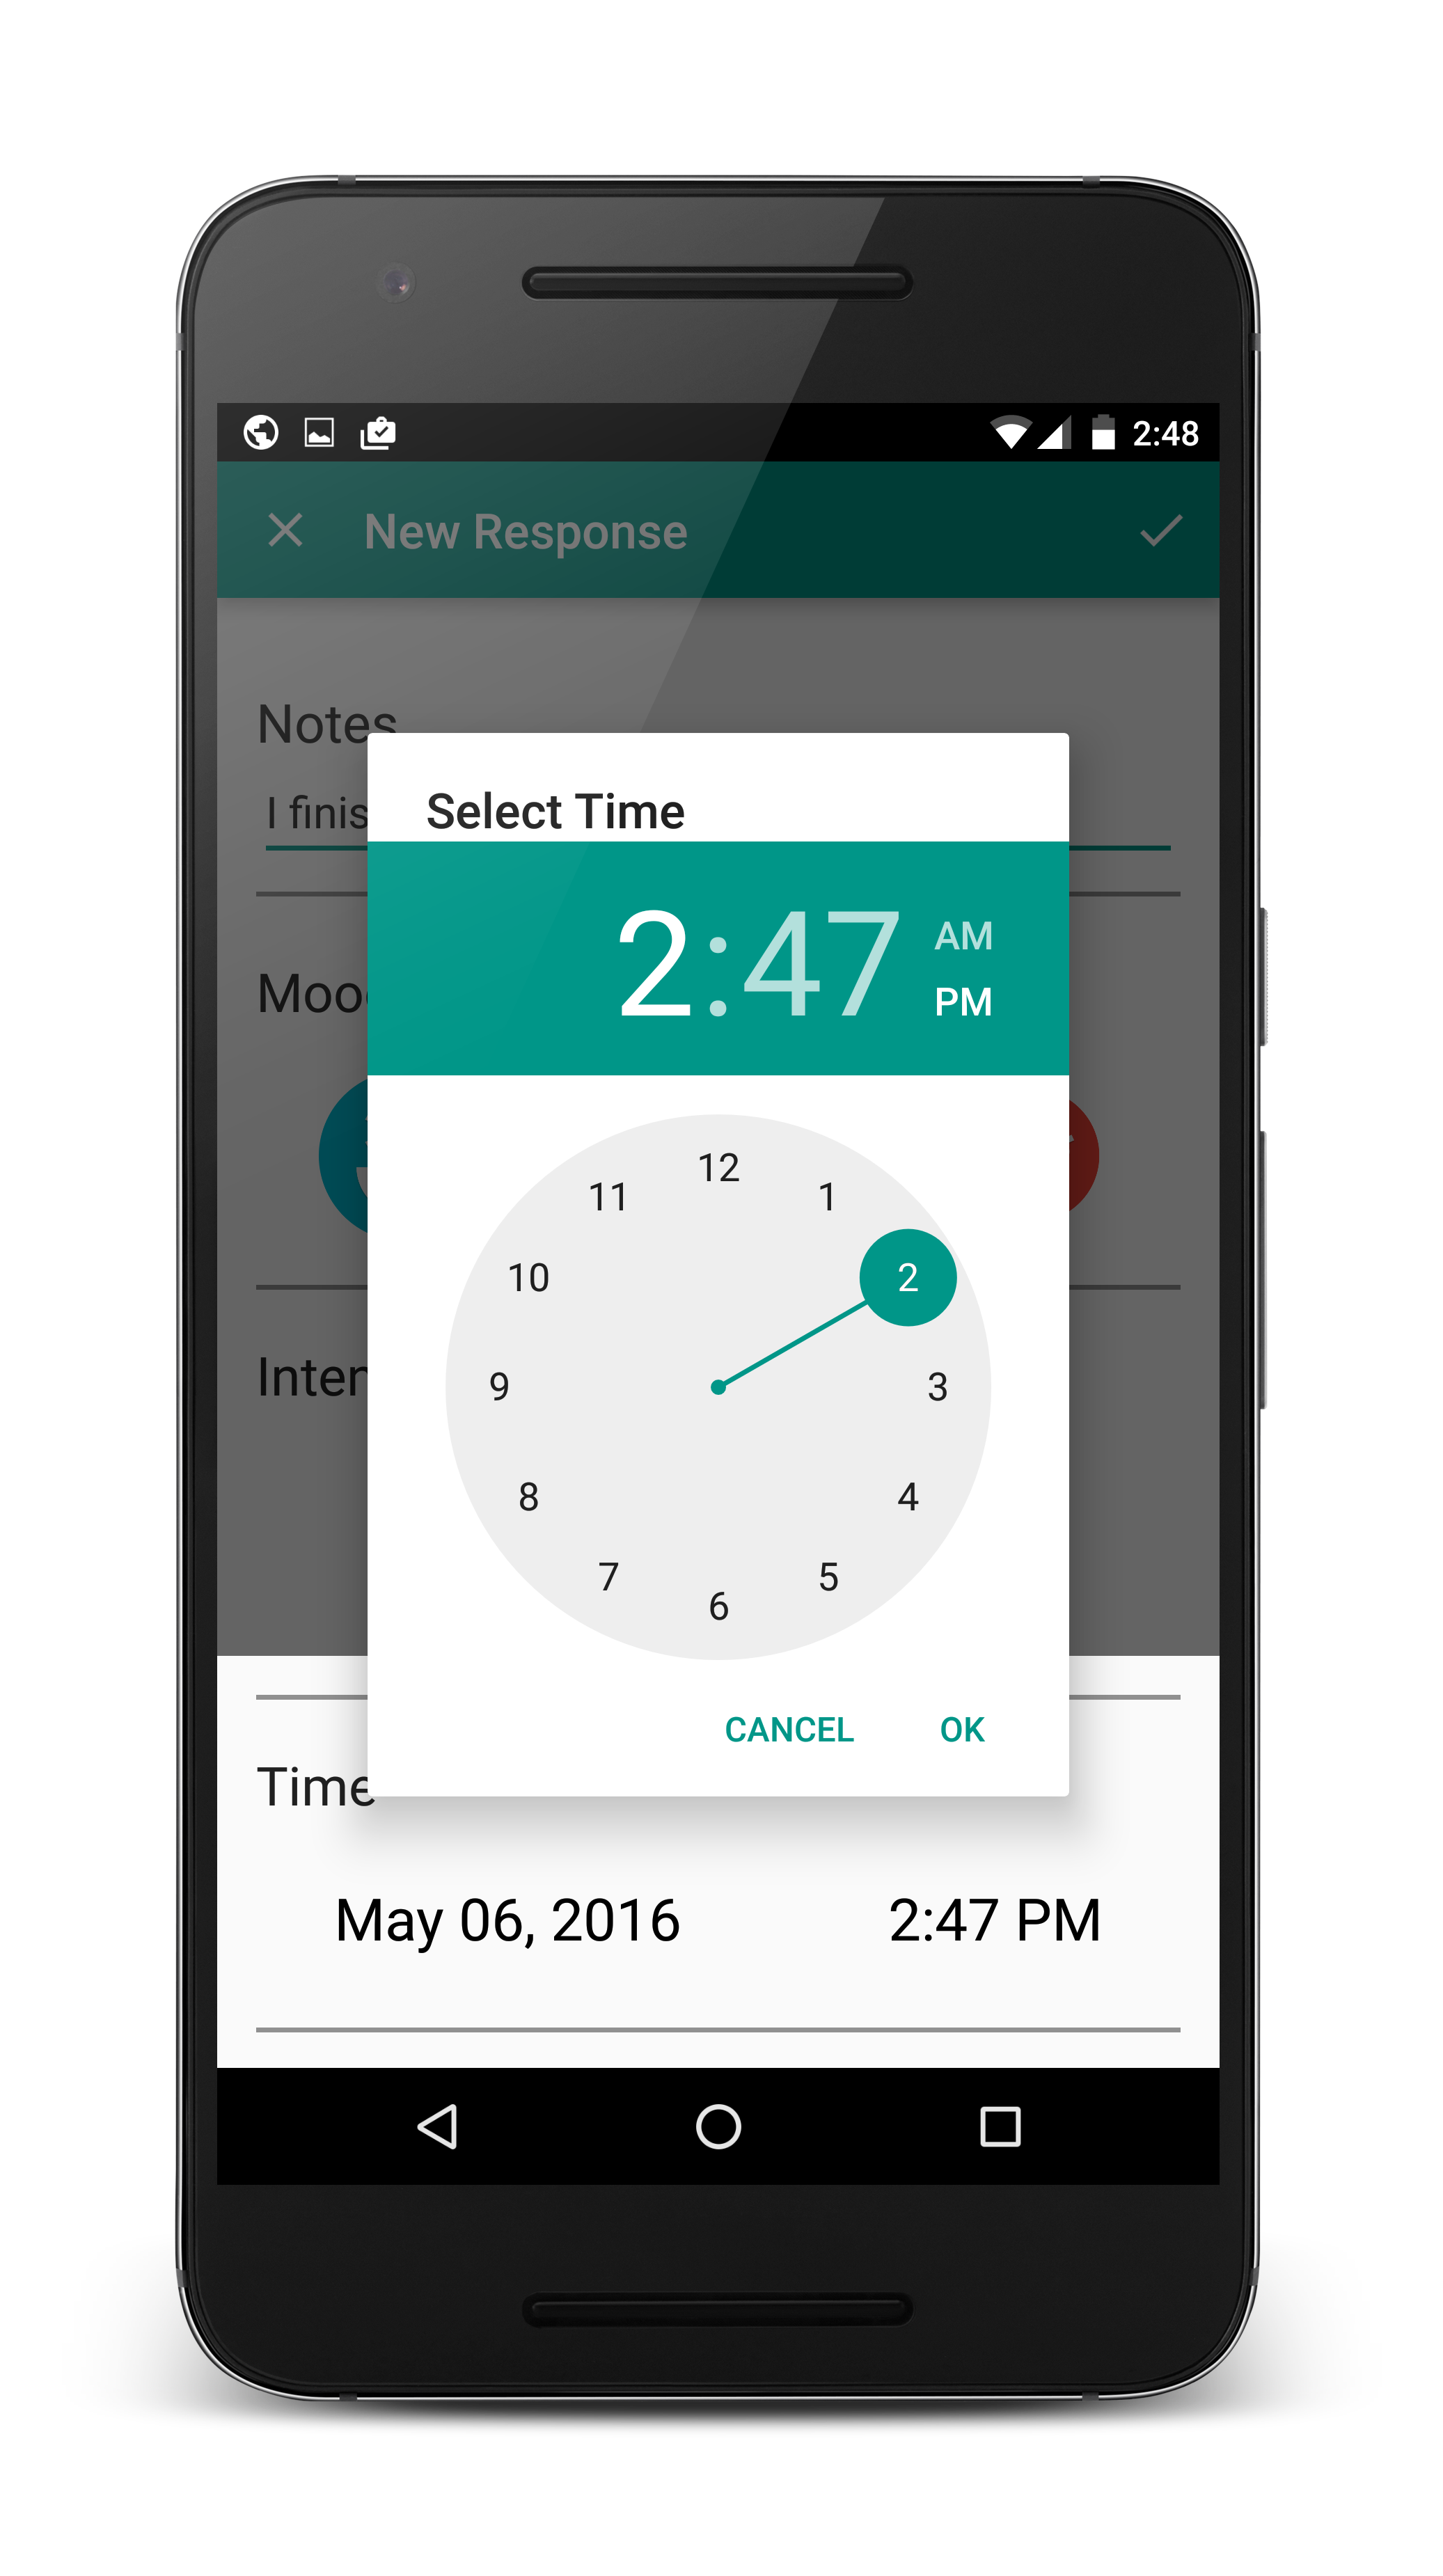 2:48
New Response
Notes
I finis
Select Time
2:47
AM
PM
Moo
12
11
1
10
2
9
3
Inten
8
4
7
5
6
CANCEL
OK
Time
May 06, 2016
2:47 PM